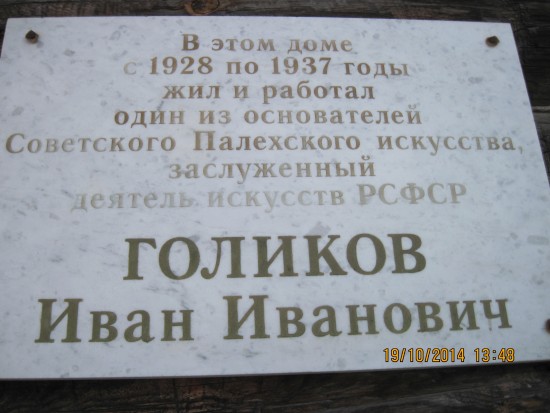 В этом доме
с 1928 по 1937 годы
жил и работал
один из основателей
Советского Палехского искусства,
заслуженный
деятель искусств РСФСР
ГОЛИКОВ
Иван Иванович
19/10/2014 13:48